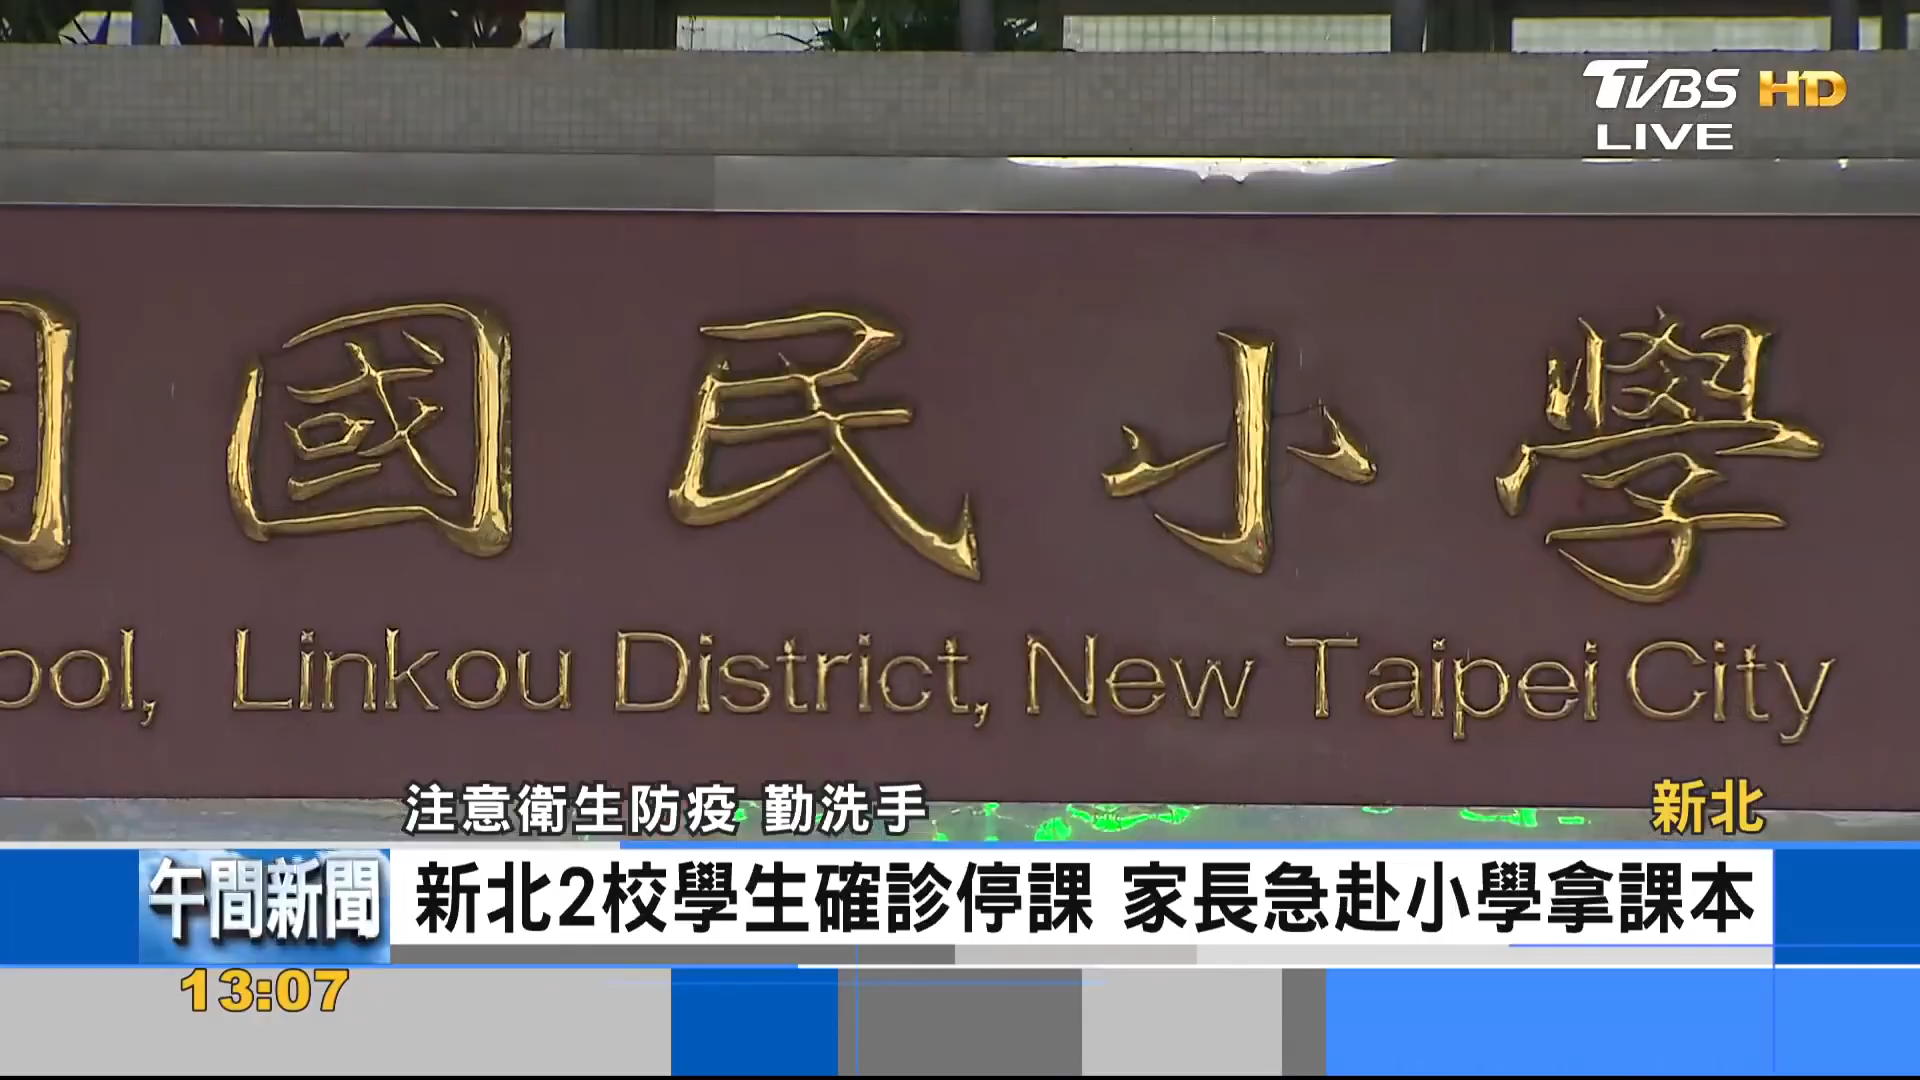 TVBS HD
LIVE
國民小學
ool, Linkou District, New Taipei City
注意衛生防疫 勤洗手
新北
午間新聞
新北2校學生確診停課 家長急赴小學拿課本
13:07